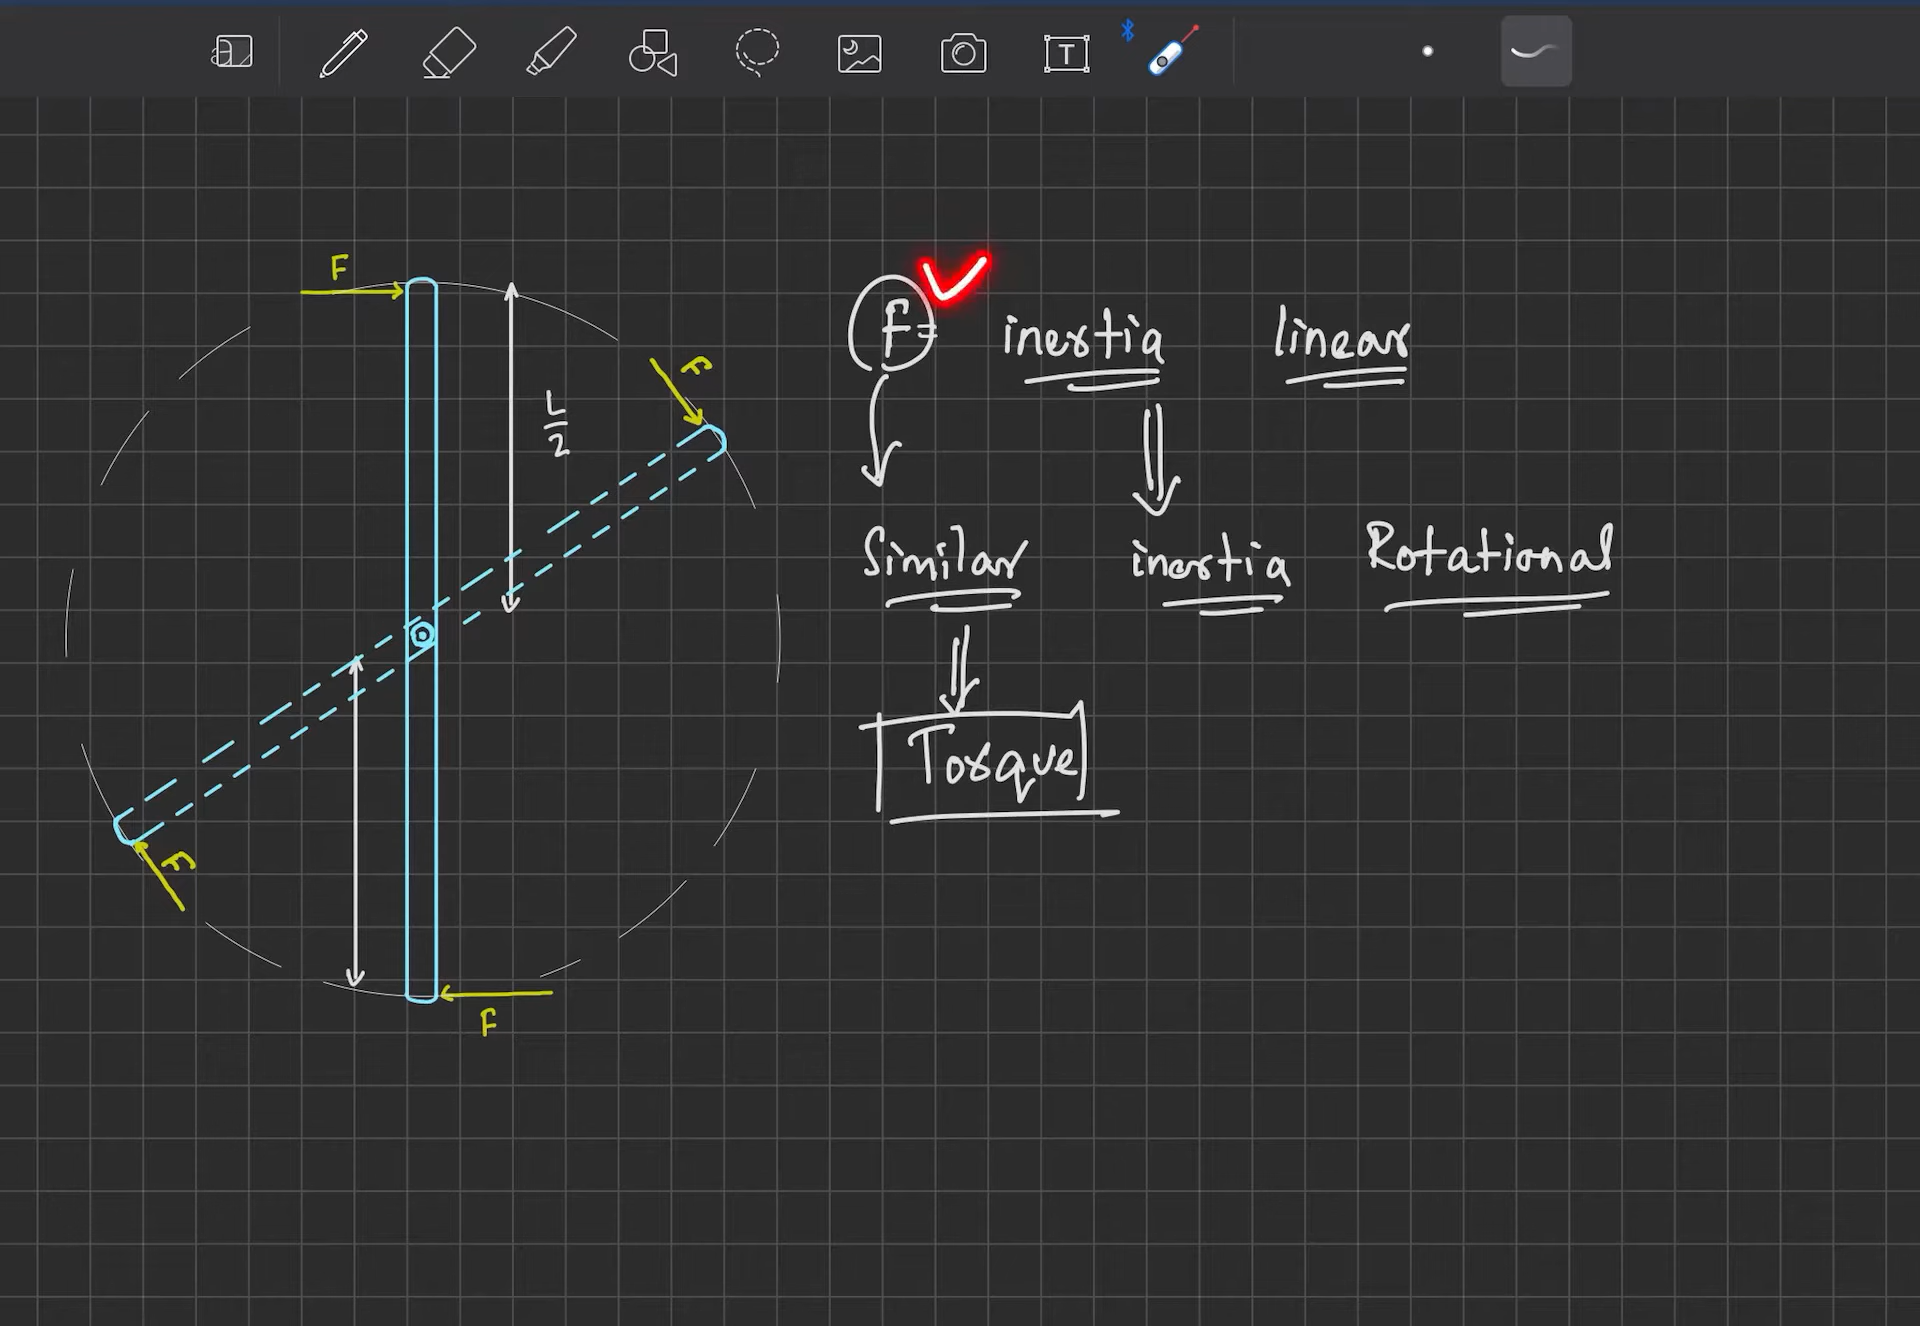 T
F
F
L
2
F
F
F= inertia linear
Similar inertia Rotational
Torque